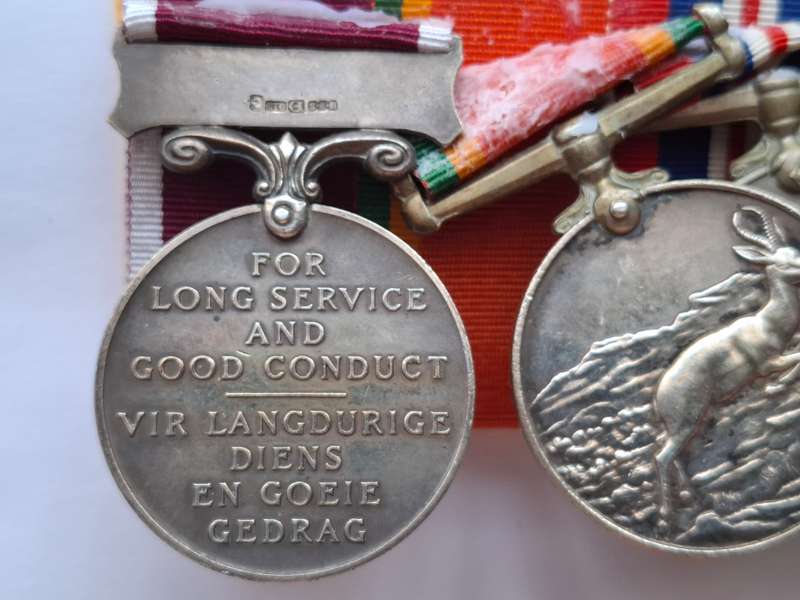 FOR
LONG SERVICE
AND
GOOD CONDUCT
VIR LANGDURIGE
DIENS
EN GOEIE
GEDRAG